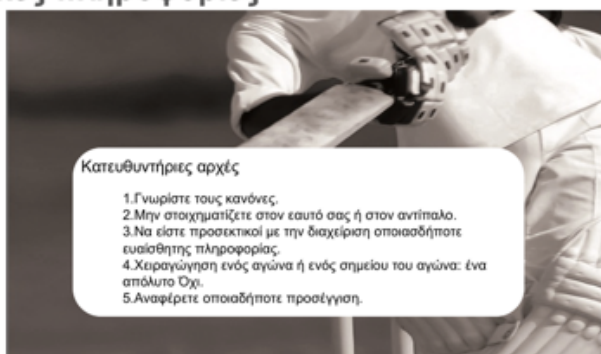 Κατευθυντήριες αρχές
1.Γνωρίστε τους κανόνες.
2.Μην στοιχηματίζετε στον εαυτό σας ή στον αντίπαλο.
3.Να είστε προσεκτικοί με την διαχείριση οποιασδήποτε
ευαίσθητης πληροφορίας.
4.Χειραγώγηση ενός αγώνα ή ενός σημείου του αγώνα: ένα
απόλυτο Όχι.
5.Αναφέρετε οποιαδήποτε προσέγγιση.